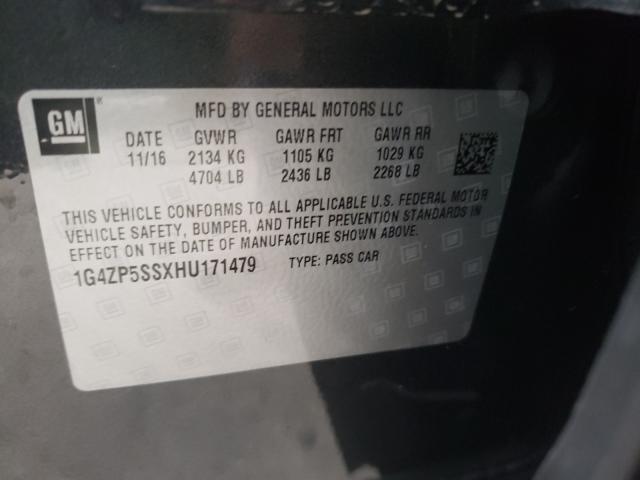 GM
MFD BY GENERAL MOTORS LLC
DATE GVWR GAWR FRT GAWR RR
11/16 2134 KG 1105 KG 1029 KG
4704 LB 2436 LB 2268 LB
THIS VEHICLE CONFORMS TO ALL APPLICABLE U.S. FEDERAL MOTOR
VEHICLE SAFETY, BUMPER, AND THEFT PREVENTION STANDARDS IN
EFFECT ON THE DATE OF MANUFACTURE SHOWN ABOVE.
1G4ZP5SSXHU171479 TYPE: PASS CAR